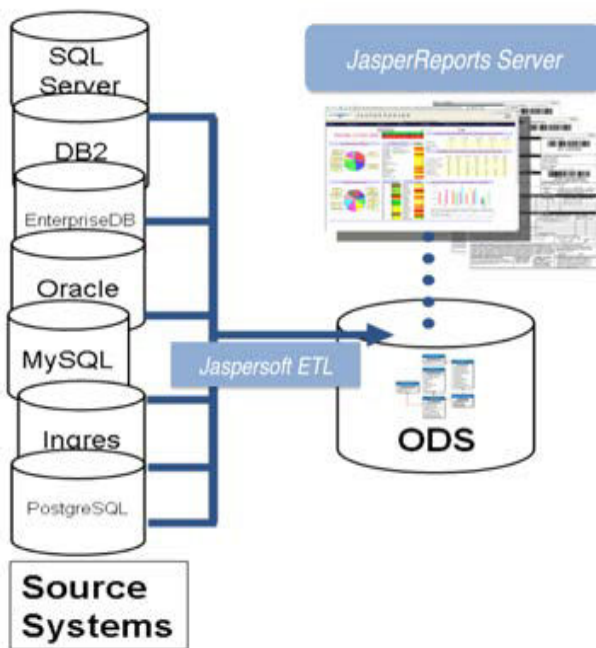 SQL
Server
DB2
EnterpriseDB
Oracle
MySQL
Ingres
PostgreSQL
Source
Systems
JasperReports Server
Jaspersoft ETL
ODS